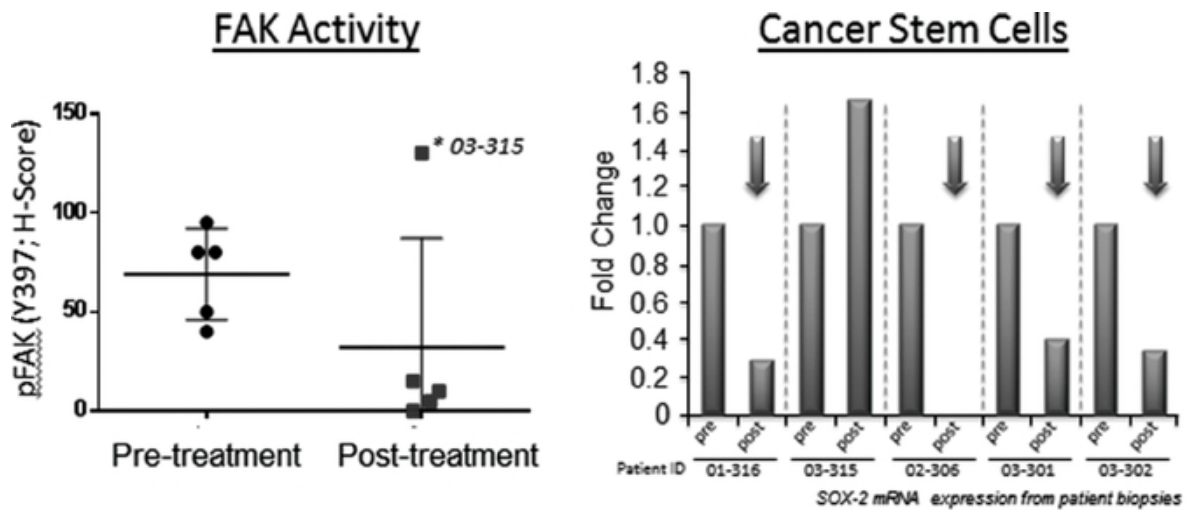 FAK Activity
pFAK (Y397; H-Score)
150
100
50
0
* 03-315
Pre-treatment
Post-treatment
Cancer Stem Cells
Fold Change
1.8
1.6
1.4
1.2
1.0
0.8
0.6
0.4
0.2
0
pre post pre post pre post pre post pre post
Patient ID 01-316 03-315 02-306 03-301 03-302
SOX-2 mRNA expression from patient biopsies